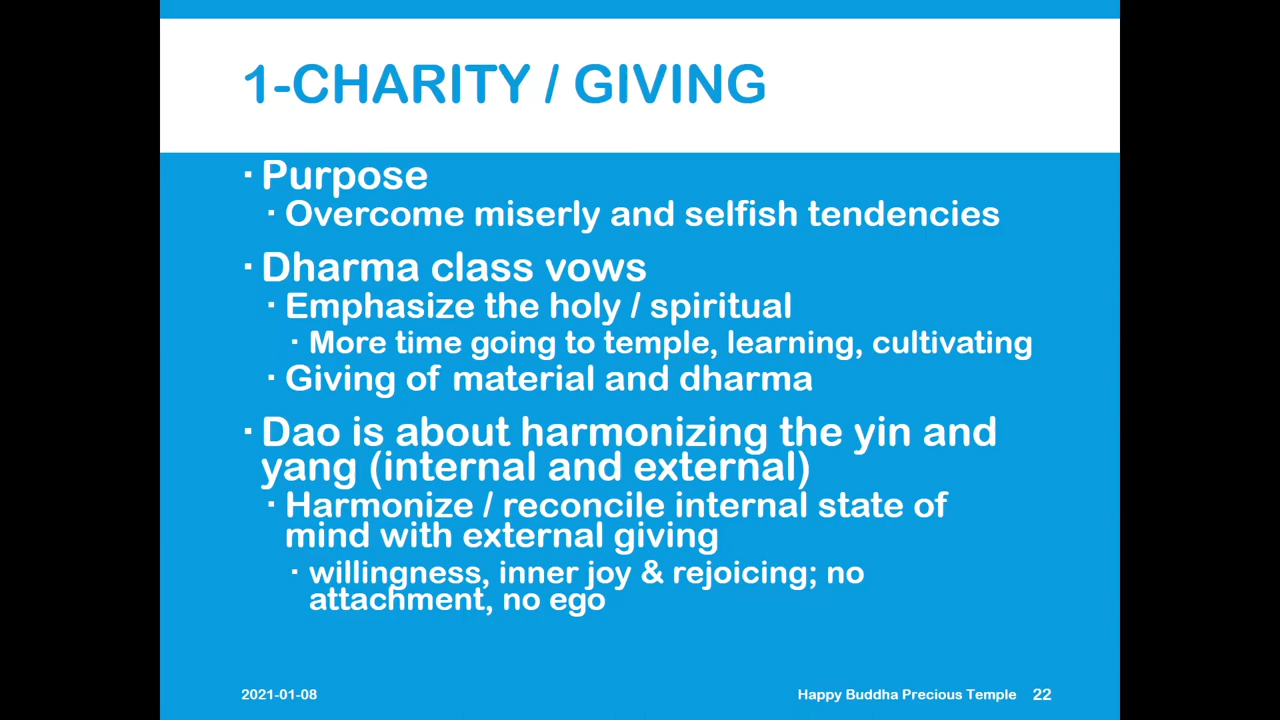 1-CHARITY / GIVING
· Purpose
· Overcome miserly and selfish tendencies
· Dharma class vows
· Emphasize the holy / spiritual
· More time going to temple, learning, cultivating
· Giving of material and dharma
· Dao is about harmonizing the yin and
yang (internal and external)
· Harmonize / reconcile internal state of
mind with external giving
· willingness, inner joy & rejoicing; no
attachment, no ego
2021-01-08
Happy Buddha Precious Temple 22